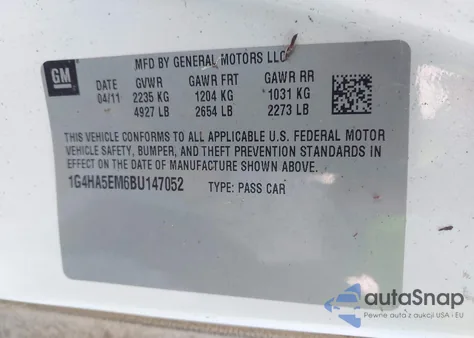 GM
MFD BY GENERAL MOTORS LLC
DATE GVWR GAWR FRT GAWR RR
04/11 2235 KG 1204 KG 1031 KG
4927 LB 2654 LB 2273 LB
THIS VEHICLE CONFORMS TO ALL APPLICABLE U.S. FEDERAL MOTOR
VEHICLE SAFETY, BUMPER, AND THEFT PREVENTION STANDARDS
IN EFFECT ON THE DATE OF MANUFACTURE SHOWN ABOVE.
1G4HA5EM6BU147052 TYPE: PASS CAR
autoSnap
Pewne auta z aukcji USA i EU